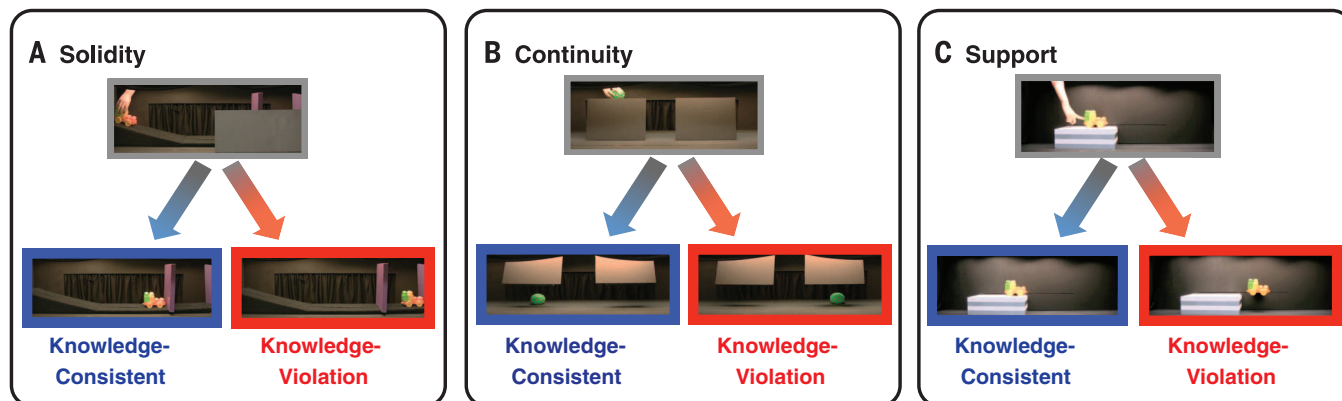 A Solidity
Knowledge-
Consistent
Knowledge-
Violation
B Continuity
Knowledge-
Consistent
Knowledge-
Violation
C Support
Knowledge-
Consistent
Knowledge-
Violation